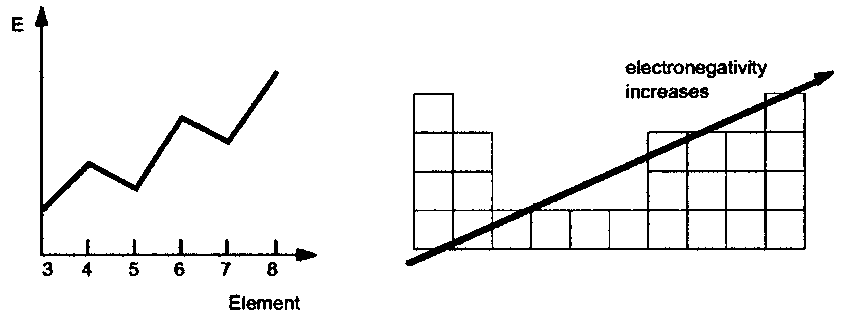 E
3 4 5 6 7 8
Element
electronegativity
increases